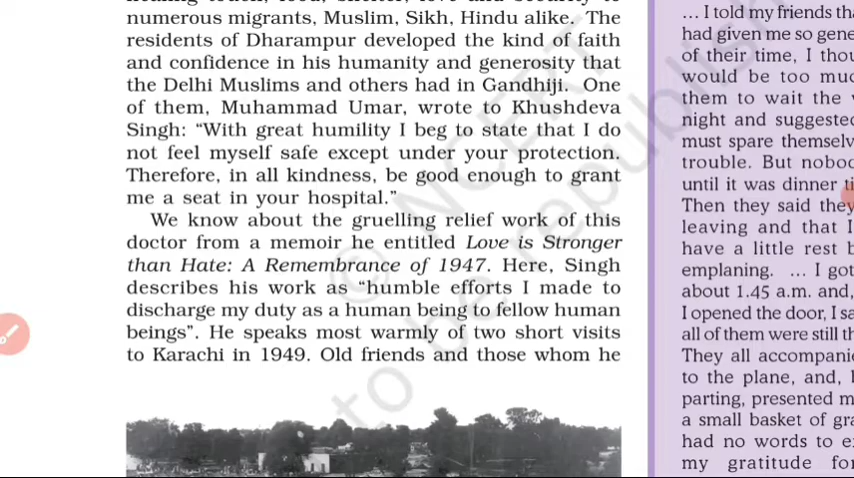 numerous migrants, Muslim, Sikh, Hindu alike. The
residents of Dharampur developed the kind of faith
and confidence in his humanity and generosity that
the Delhi Muslims and others had in Gandhiji. One
of them, Muhammad Umar, wrote to Khushdeva
Singh: “With great humility I beg to state that I do
not feel myself safe except under your protection.
Therefore, in all kindness, be good enough to grant
me a seat in your hospital.”
We know about the gruelling relief work of this
doctor from a memoir he entitled Love is Stronger
than Hate: A Remembrance of 1947. Here, Singh
describes his work as “humble efforts I made to
discharge my duty as a human being to fellow human
beings”. He speaks most warmly of two short visits
to Karachi in 1949. Old friends and those whom he
... I told my friends
had given me so
of their time, I
would be too
them to wait the
night and
must spare
trouble. But
until it was dinner
Then they said they
leaving and that I
have a little rest
emplaning. ... I got
about 1.45 a.m. and,
I opened the door, I
all of them were still
They all
to the plane, and,
parting, presented
a small basket of
had no words to
my gratitude for
© NCERT
to be republish